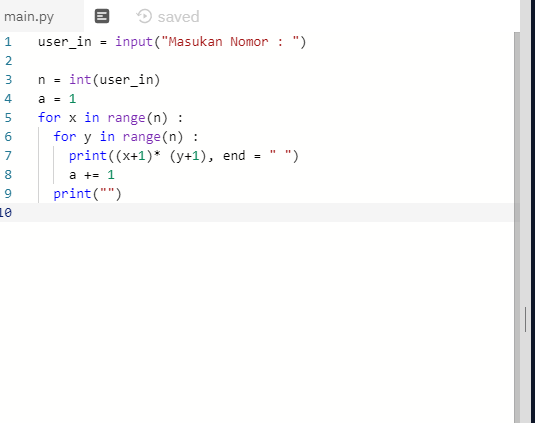 main.py saved
1 user_in = input("Masukan Nomor : ")
2
3 n = int(user_in)
4 a = 1
5 for x in range(n) :
6 for y in range(n) :
7 print((x+1)* (y+1), end = " ")
8 a += 1
9 print("")
10